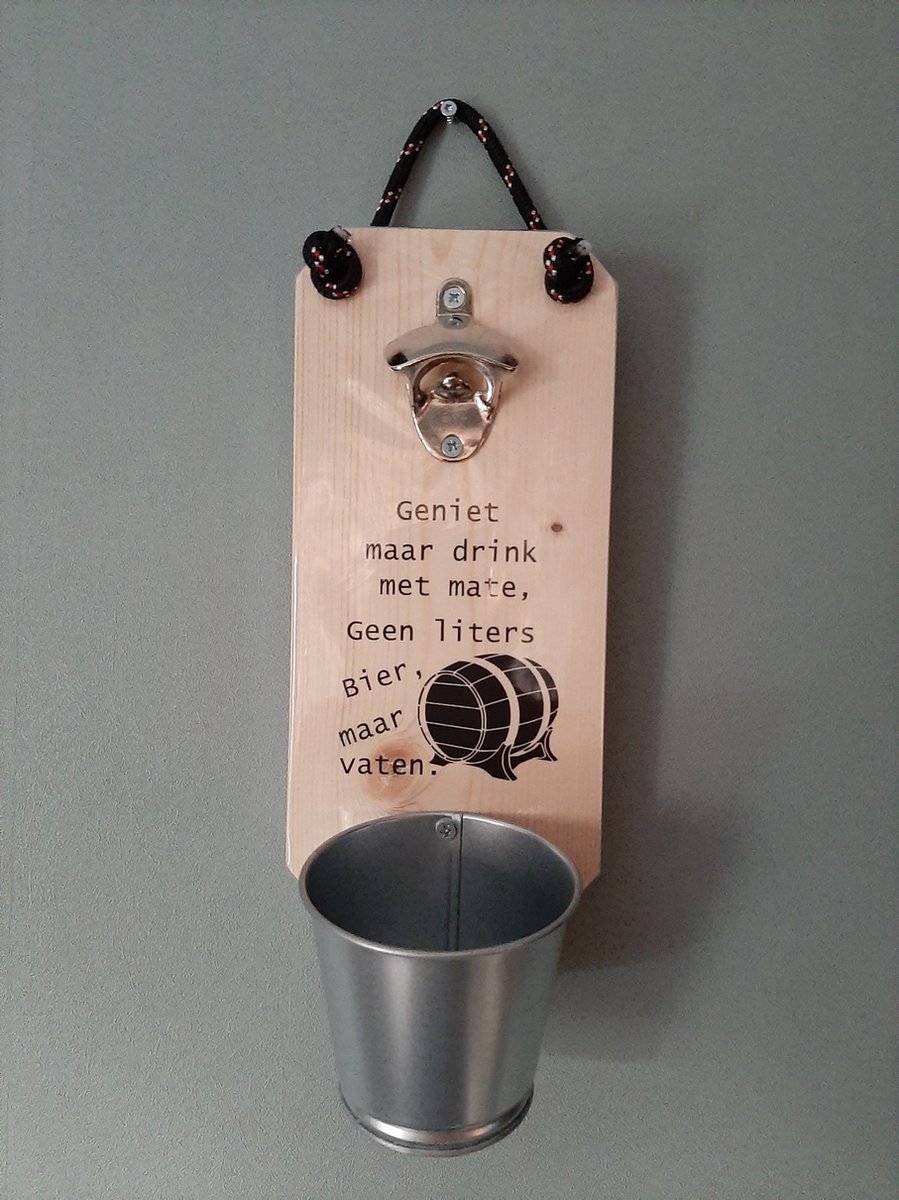 Geniet
maar drink
met mate,
Geen liters
Bier,
maar
vaten.